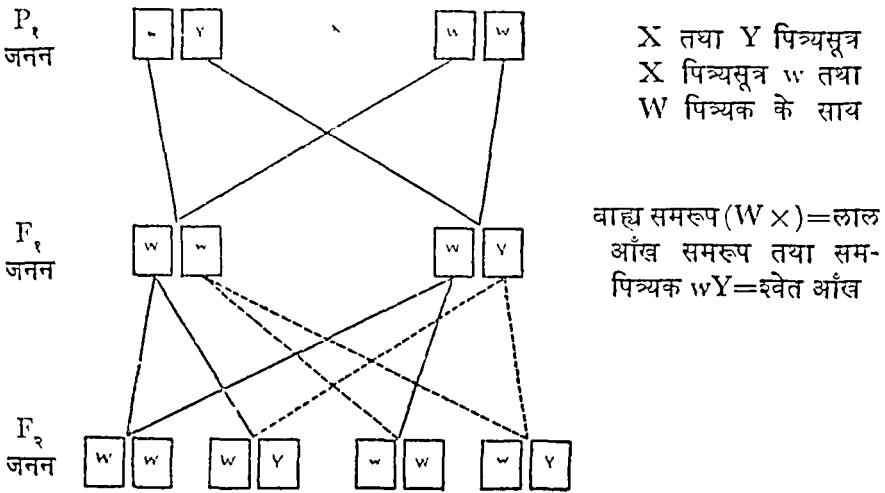 P₁ जनन w Y W W
X तथा Y पित्र्यसूत्र
X पित्र्यसूत्र w तथा
W पित्र्यक के साथ
F₁ जनन W w W Y
वाह्य समरूप (W ×)=लाल
आँख समरूप तथा सम-
पित्र्यक wY=श्वेत आँख
F₂ जनन W W W Y w W w Y